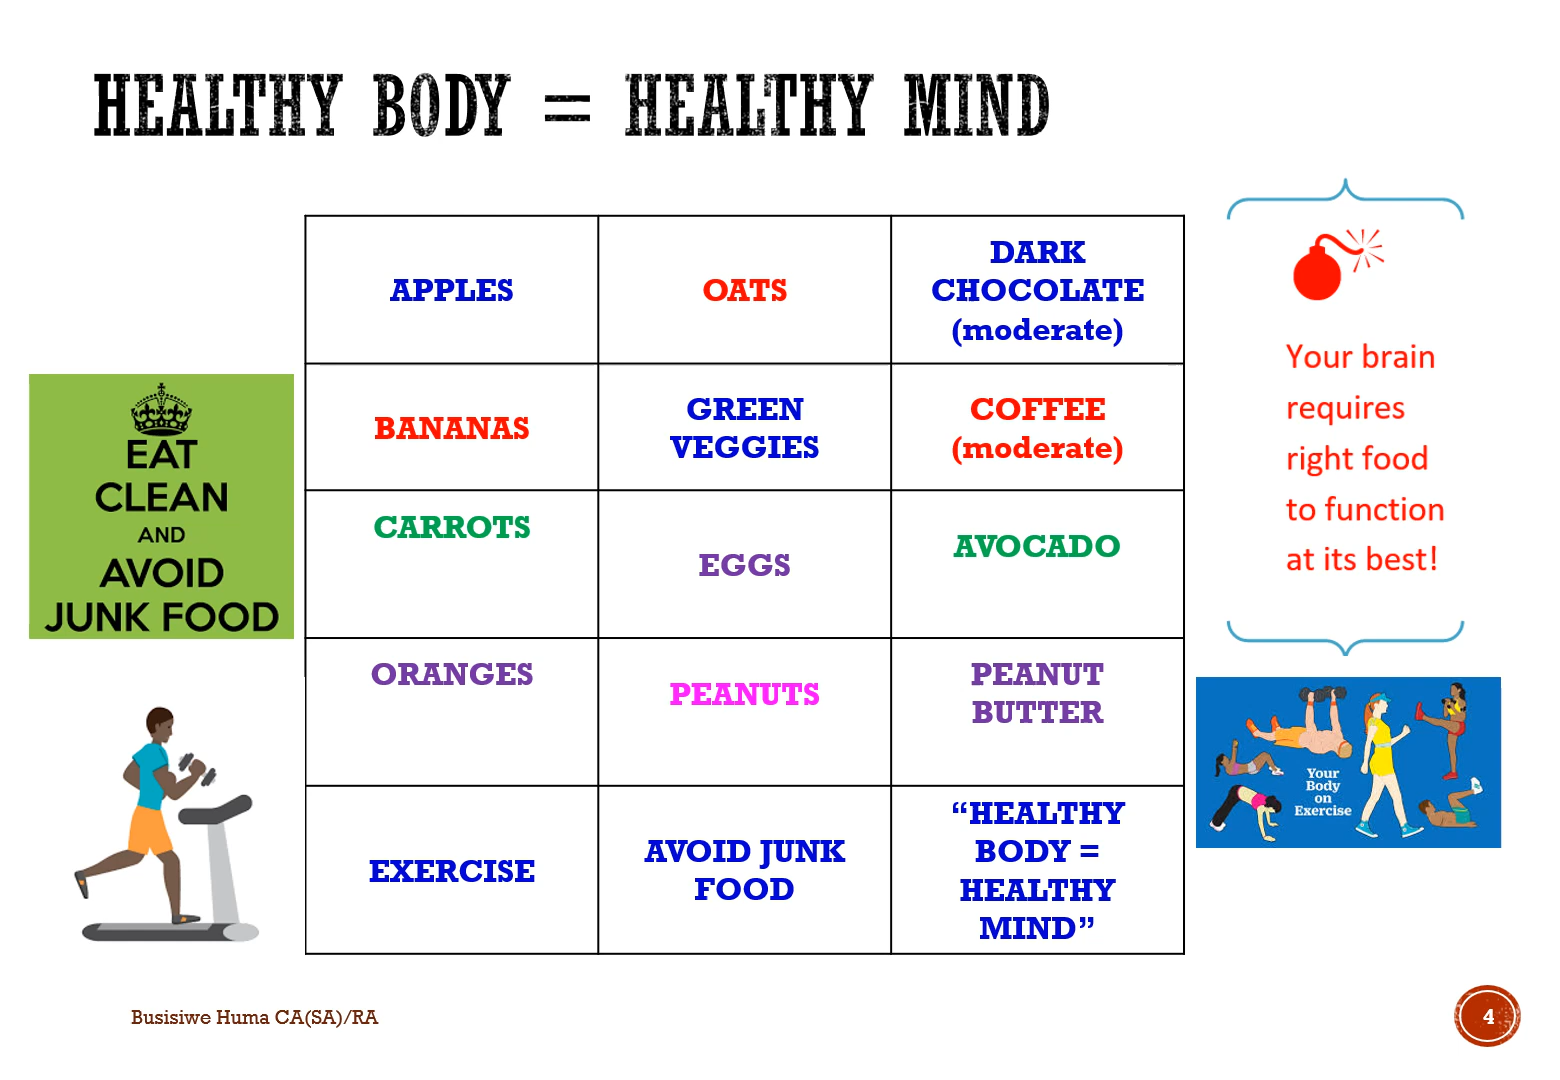 HEALTHY BODY = HEALTHY MIND
APPLES
OATS
DARK
CHOCOLATE
(moderate)
BANANAS
GREEN
VEGGIES
COFFEE
(moderate)
CARROTS
EGGS
AVOCADO
ORANGES
PEANUTS
PEANUT
BUTTER
EXERCISE
AVOID JUNK
FOOD
“HEALTHY
BODY =
HEALTHY
MIND”
EAT
CLEAN
AND
AVOID
JUNK FOOD
Your brain
requires
right food
to function
at its best!
Your
Body
on
Exercise
Busisiwe Huma CA(SA)/RA
4